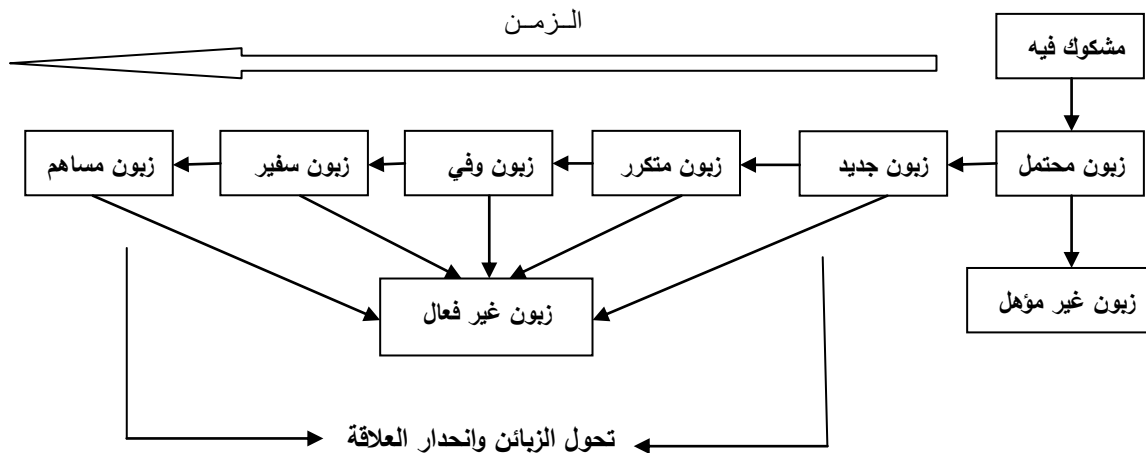 الـزمـن
مشكوك فيه
زبون محتمل
زبون جديد
زبون متكرر
زبون وفي
زبون سفير
زبون مساهم
زبون غير مؤهل
زبون غير فعال
تحول الزبائن وانحدار العلاقة